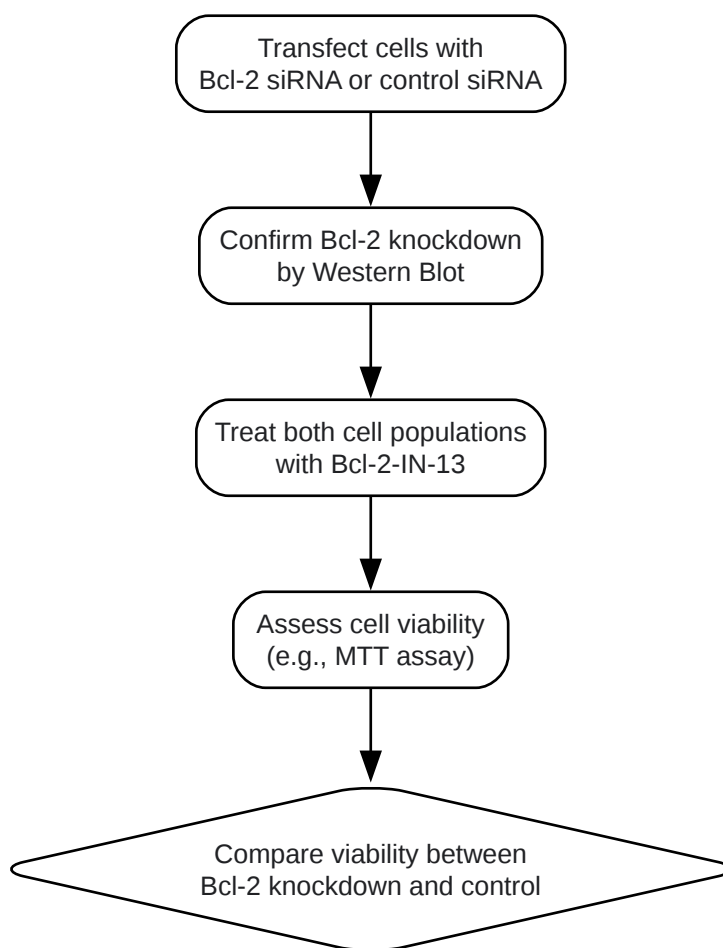 Transfect cells with
Bcl-2 siRNA or control siRNA
Confirm Bcl-2 knockdown
by Western Blot
Treat both cell populations
with Bcl-2-IN-13
Assess cell viability
(e.g., MTT assay)
Compare viability between
Bcl-2 knockdown and control